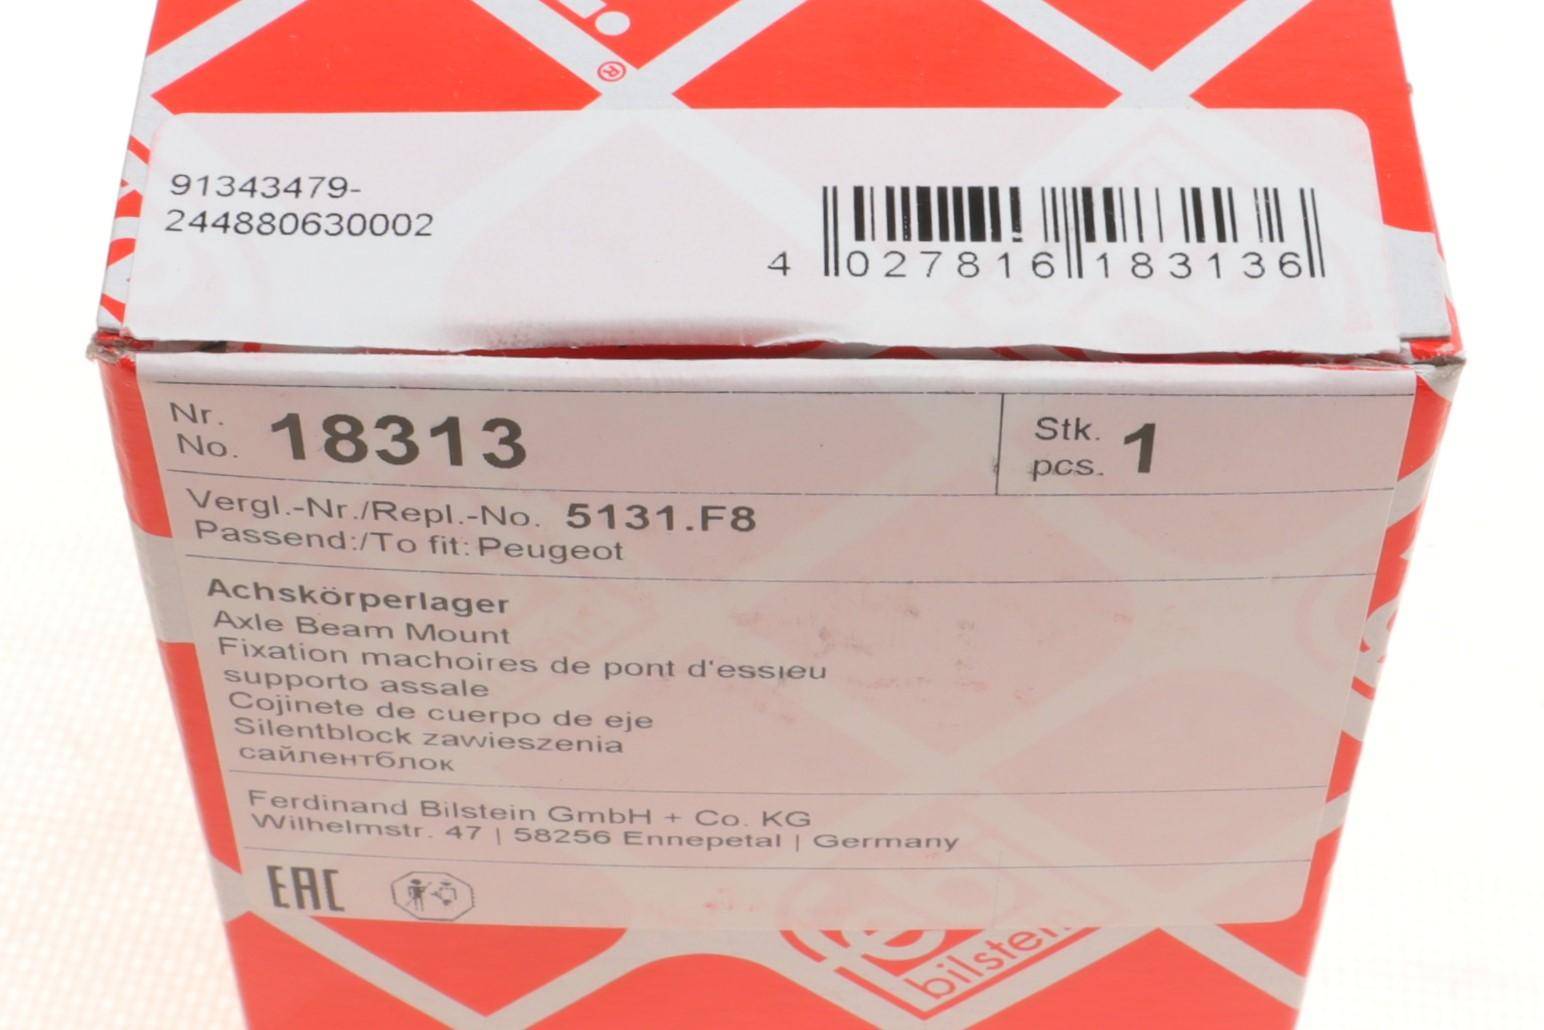 ®
91343479-
244880630002
4 027816 183136
Nr.
No. 18313
Stk.
pcs. 1
Vergl.-Nr./Repl.-No. 5131.F8
Passend:/To fit: Peugeot
Achskörperlager
Axle Beam Mount
Fixation machoires de pont d'essieu
supporto assale
Cojinete de cuerpo de eje
Silentblock zawieszenia
сайлентблок
Ferdinand Bilstein GmbH + Co. KG
Wilhelmstr. 47 | 58256 Ennepetal | Germany
EAC
bilstein